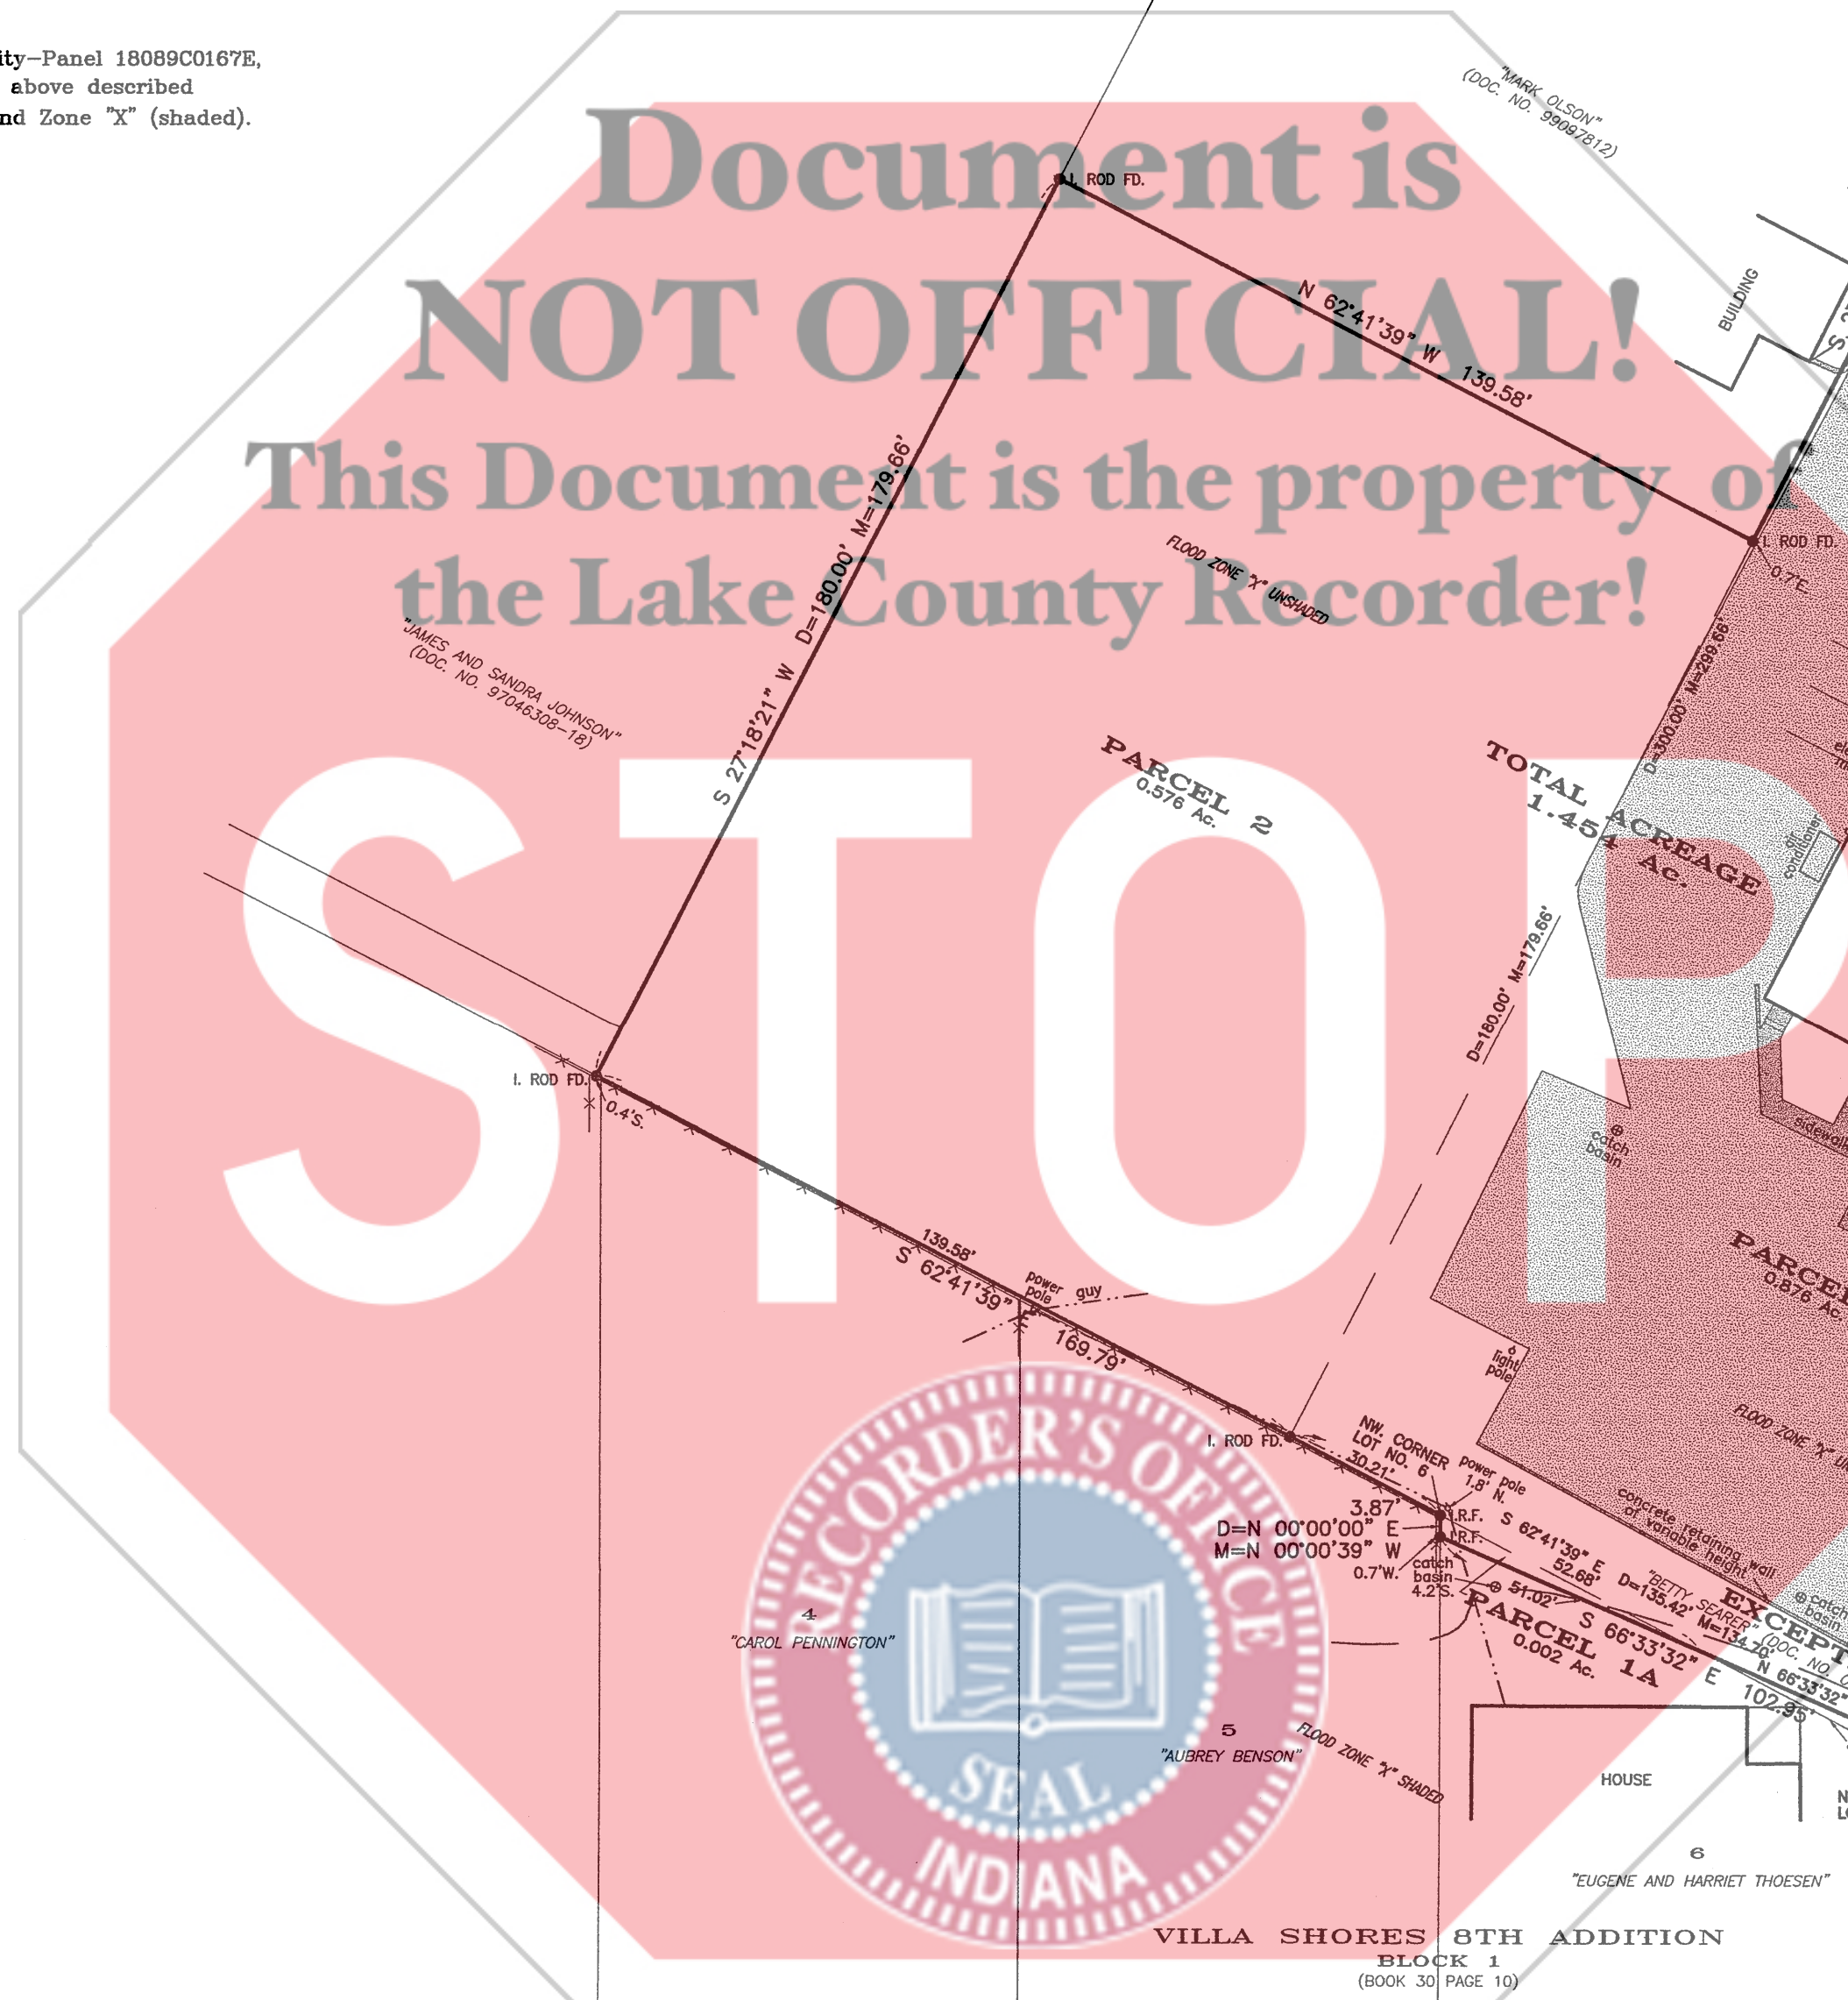 ity-Panel 18089C0167E,
above described
nd Zone "X" (shaded).
"MARK OLSON"
(DOC. NO. 99097812)
Document is
NOT OFFICIAL!
This Document is the property of
the Lake County Recorder!
STOP
I. ROD FD.
N 62°41'39" W 139.58'
BUILDING
I. ROD FD.
0.7'E.
S 27°18'21" W D=180.00' M=179.66'
FLOOD ZONE "X" UNSHADED
"JAMES AND SANDRA JOHNSON"
(DOC. NO. 97046308-18)
D=300.00' M=299.66'
PARCEL 2
0.576 Ac.
TOTAL ACREAGE
1.454 Ac.
air
conditioner
D=180.00' M=179.66'
I. ROD FD.
0.4'S.
catch
basin
sidewalk
PARCEL
0.876 Ac.
139.58'
S 62°41'39" E
169.79'
power
pole
guy
light
pole
I. ROD FD.
NW. CORNER
LOT NO. 6
30.21'
power pole
1.8' N.
FLOOD ZONE "X"
concrete retaining wall
of variable height
3.87'
D=N 00°00'00" E
M=N 00°00'39" W
I.R.F.
I.R.F.
0.7'W.
catch
basin
4.2'S.
S 62°41'39" E
52.68'
D=135.42' M=134.70'
"BETTY SEARER"
(DOC. NO.
EXCEPT
catch
basin
51.02'
S 66°33'32" E
102.95'
N 66°33'32"
PARCEL 1A
0.002 Ac.
RECORDER'S OFFICE
SEAL
INDIANA
4
"CAROL PENNINGTON"
5
"AUBREY BENSON"
FLOOD ZONE "X" SHADED
HOUSE
6
"EUGENE AND HARRIET THOESEN"
VILLA SHORES 8TH ADDITION
BLOCK 1
(BOOK 30 PAGE 10)